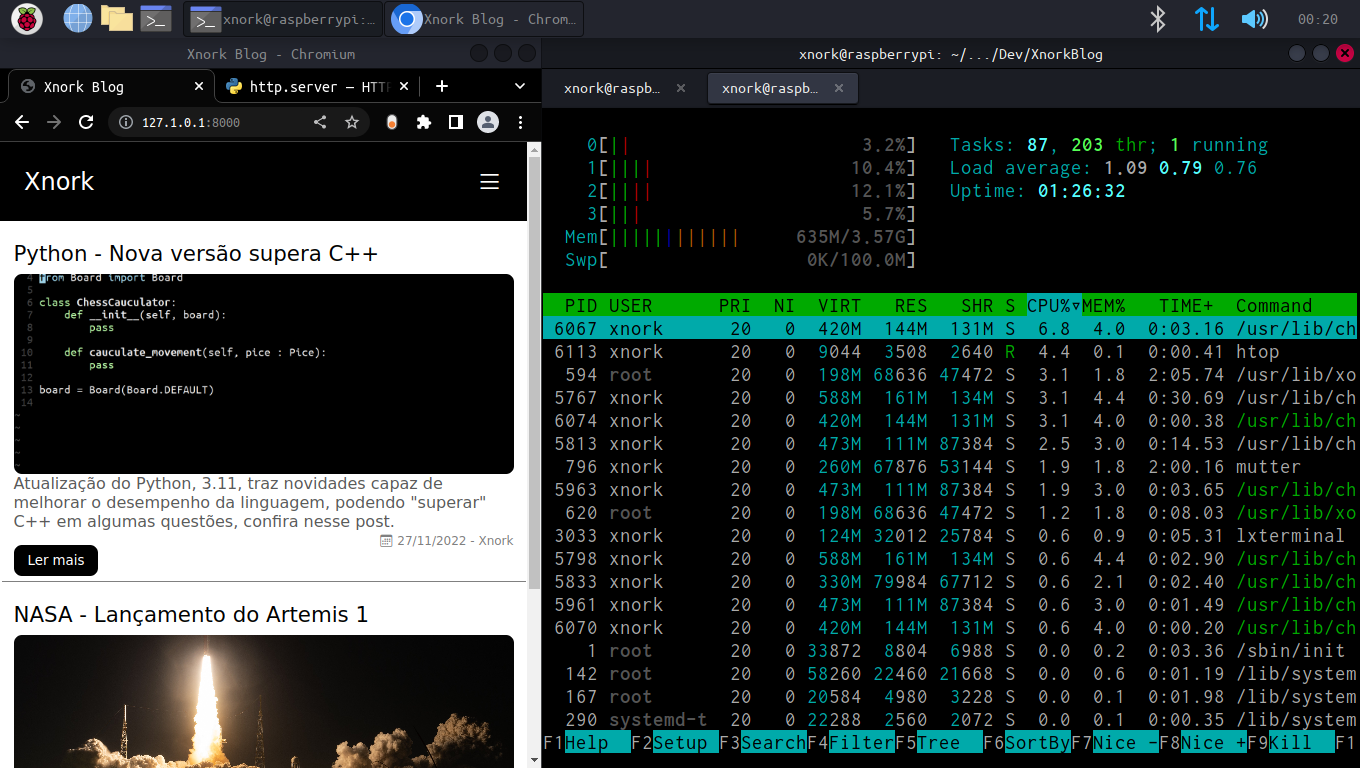 xnork@raspberrypi:...
Xnork Blog - Chrom...
00:20
Xnork Blog - Chromium
Xnork Blog
http.server — HTT
127.1.0.1:8000
Xnork
Python - Nova versão supera C++
4 from Board import Board
5
6 class ChessCauculator:
7 def __init__(self, board):
8 pass
9
10 def cauculate_movement(self, pice : Pice):
11 pass
12
13 board = Board(Board.DEFAULT)
14
~
~
~
~
Atualização do Python, 3.11, traz novidades capaz de
melhorar o desempenho da linguagem, podendo "superar"
C++ em algumas questões, confira nesse post.
27/11/2022 - Xnork
Ler mais
NASA - Lançamento do Artemis 1
xnork@raspberrypi: ~/.../Dev/XnorkBlog
xnork@raspb...
xnork@raspb...
0[|| 3.2%] Tasks: 87, 203 thr; 1 running
1[|||| 10.4%] Load average: 1.09 0.79 0.76
2[|||| 12.1%] Uptime: 01:26:32
3[||| 5.7%]
Mem[|||||||||||||| 635M/3.57G]
Swp[ 0K/100.0M]
PID USER PRI NI VIRT RES SHR S CPU%▽MEM% TIME+ Command
6067 xnork 20 0 420M 144M 131M S 6.8 4.0 0:03.16 /usr/lib/ch
6113 xnork 20 0 9044 3508 2640 R 4.4 0.1 0:00.41 htop
594 root 20 0 198M 68636 47472 S 3.1 1.8 2:05.74 /usr/lib/xo
5767 xnork 20 0 588M 161M 134M S 3.1 4.4 0:30.69 /usr/lib/ch
6074 xnork 20 0 420M 144M 131M S 3.1 4.0 0:00.38 /usr/lib/ch
5813 xnork 20 0 473M 111M 87384 S 2.5 3.0 0:14.53 /usr/lib/ch
796 xnork 20 0 260M 67876 53144 S 1.9 1.8 2:00.16 mutter
5963 xnork 20 0 473M 111M 87384 S 1.9 3.0 0:03.65 /usr/lib/ch
620 root 20 0 198M 68636 47472 S 1.2 1.8 0:08.03 /usr/lib/xo
3033 xnork 20 0 124M 32012 25784 S 0.6 0.9 0:05.31 lxterminal
5798 xnork 20 0 588M 161M 134M S 0.6 4.4 0:02.90 /usr/lib/ch
5833 xnork 20 0 330M 79984 67712 S 0.6 2.1 0:02.40 /usr/lib/ch
5961 xnork 20 0 473M 111M 87384 S 0.6 3.0 0:01.49 /usr/lib/ch
6070 xnork 20 0 420M 144M 131M S 0.6 4.0 0:00.20 /usr/lib/ch
1 root 20 0 33872 8804 6988 S 0.0 0.2 0:03.36 /sbin/init
142 root 20 0 58260 22460 21668 S 0.0 0.6 0:01.19 /lib/system
167 root 20 0 20584 4980 3228 S 0.0 0.1 0:01.98 /lib/system
290 systemd-t 20 0 22288 2560 2072 S 0.0 0.1 0:00.35 /lib/system
F1Help F2Setup F3SearchF4FilterF5Tree F6SortByF7Nice -F8Nice +F9Kill F1